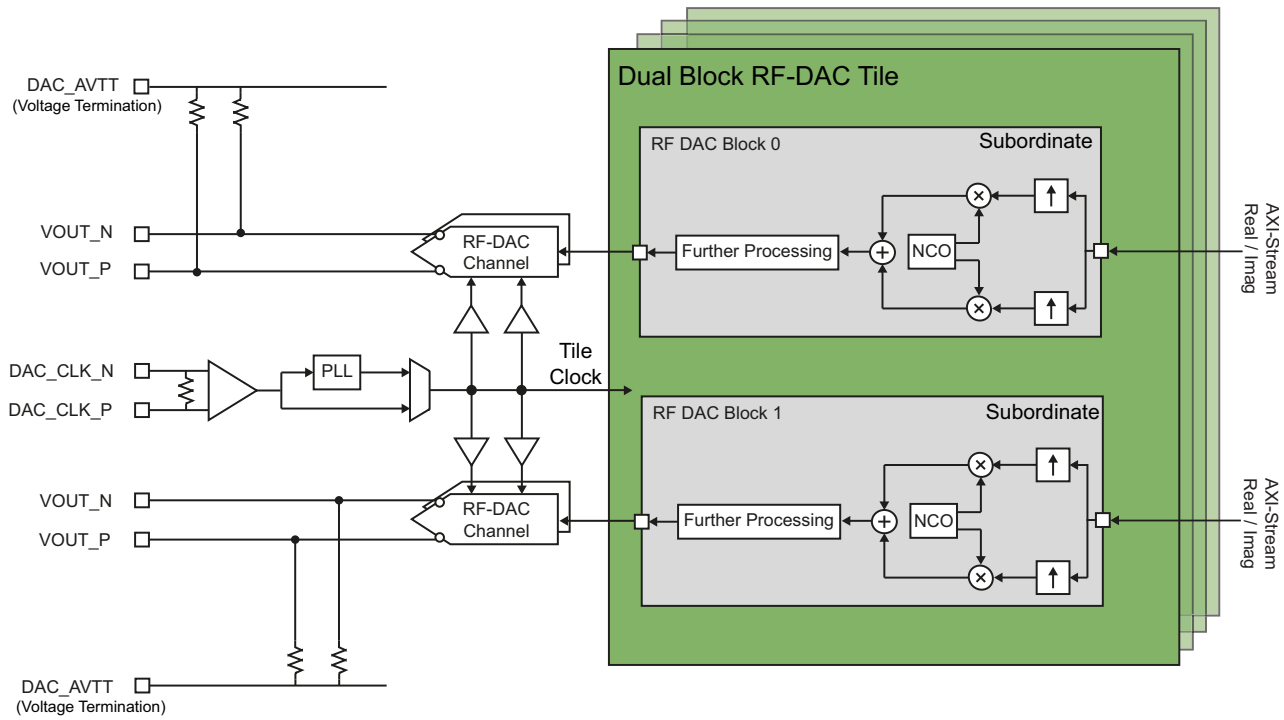 Dual Block RF-DAC Tile
DAC_AVTT
(Voltage Termination)
RF DAC Block 0
Subordinate
VOUT_N
VOUT_P
RF-DAC
Channel
Further Processing
+
NCO
×
↑
×
↑
AXI-Stream
Real / Imag
DAC_CLK_N
DAC_CLK_P
PLL
Tile
Clock
RF DAC Block 1
Subordinate
VOUT_N
VOUT_P
RF-DAC
Channel
Further Processing
+
NCO
×
↑
×
↑
AXI-Stream
Real / Imag
DAC_AVTT
(Voltage Termination)